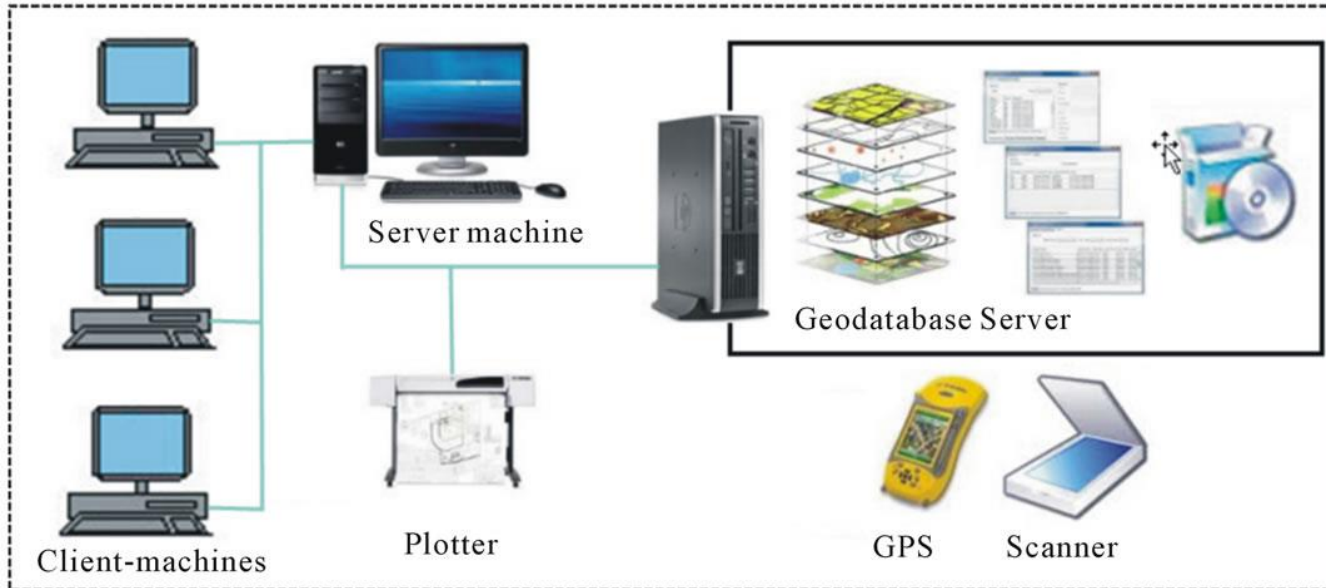 Server machine
Geodatabase Server
Client-machines
Plotter
GPS
Scanner